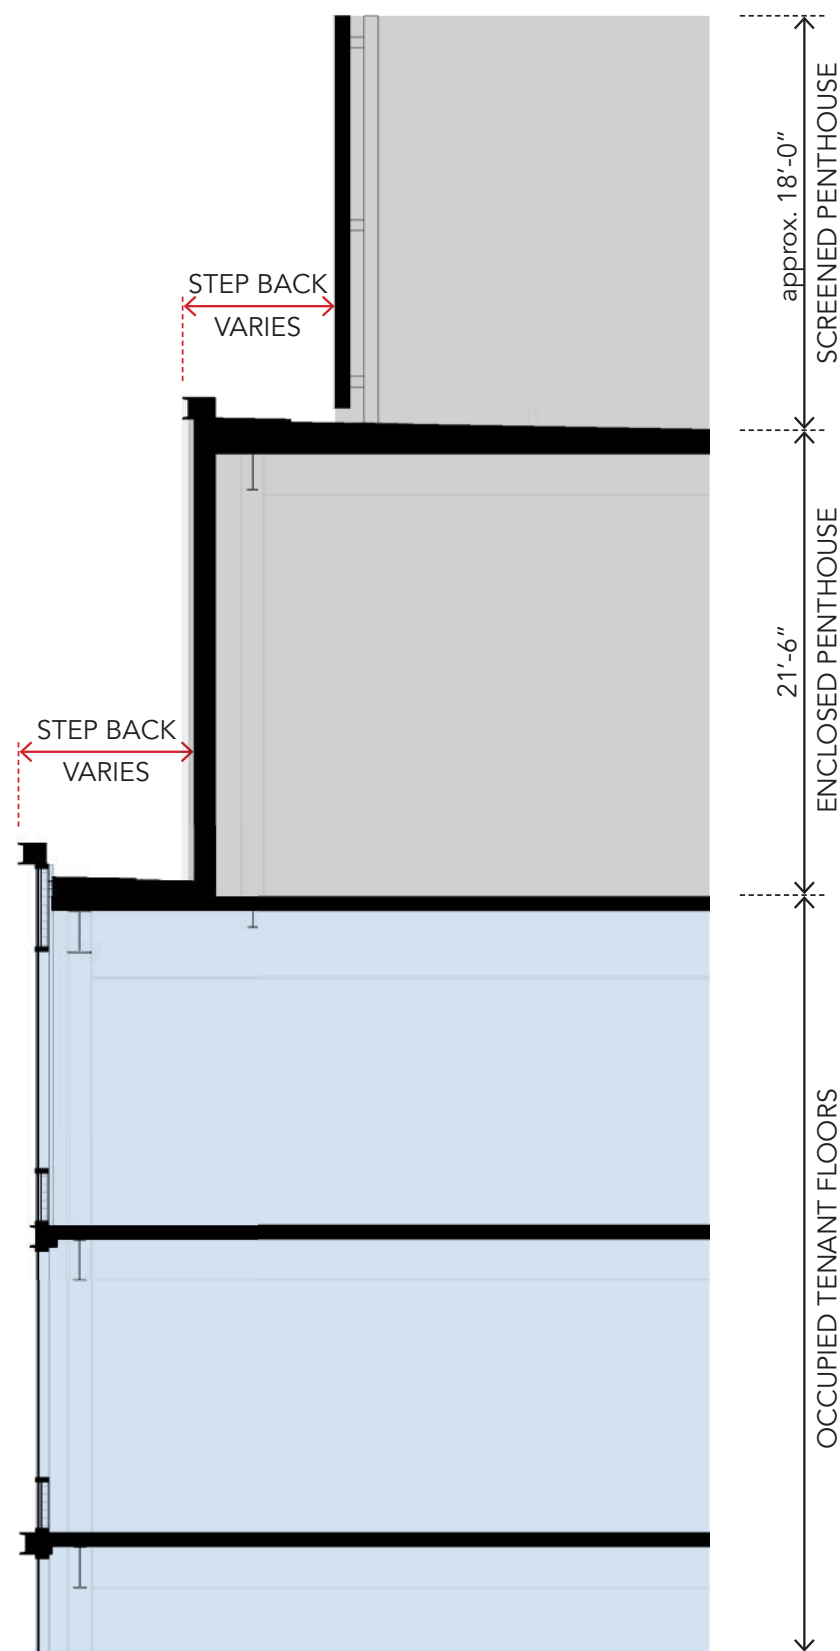 approx. 18’-0”
SCREENED PENTHOUSE
STEP BACK
VARIES
21’-6”
ENCLOSED PENTHOUSE
STEP BACK
VARIES
OCCUPIED TENANT FLOORS